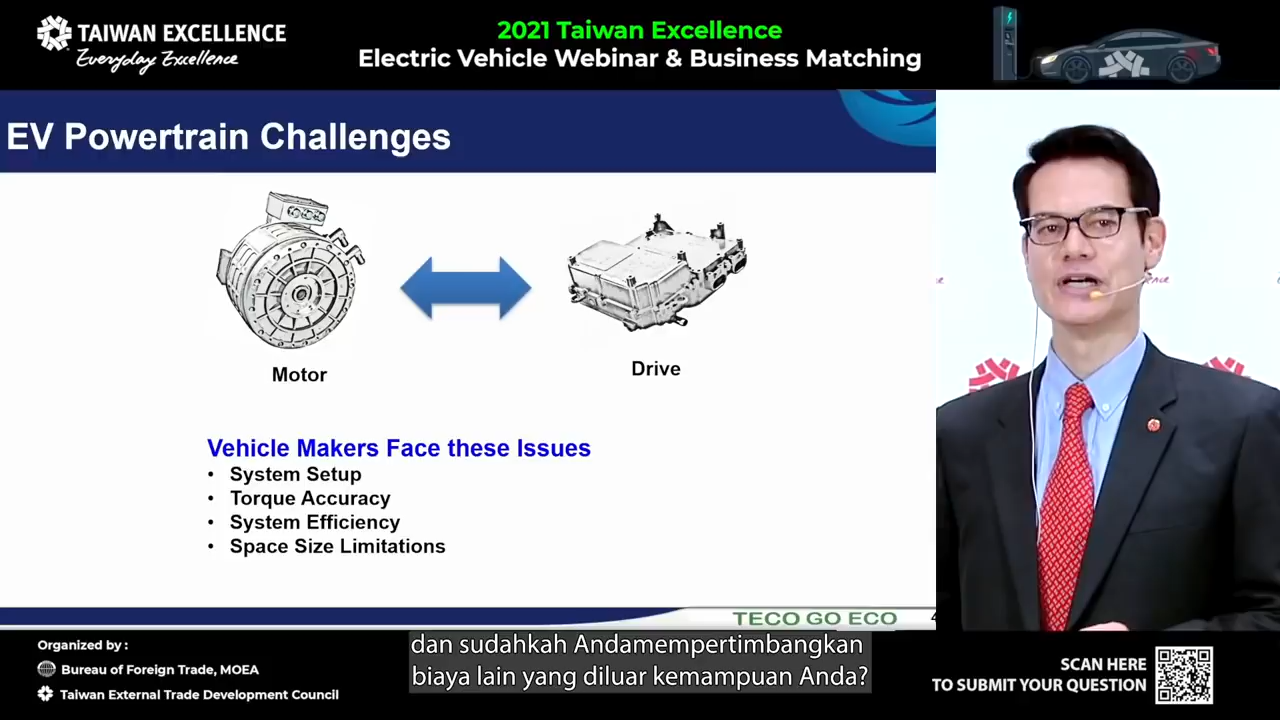 TAIWAN EXCELLENCE
Everyday Excellence
2021 Taiwan Excellence
Electric Vehicle Webinar & Business Matching
EV Powertrain Challenges
Motor
Drive
Vehicle Makers Face these Issues
• System Setup
• Torque Accuracy
• System Efficiency
• Space Size Limitations
TECO GO ECO
Organized by :
Bureau of Foreign Trade, MOEA
Taiwan External Trade Development Council
dan sudahkah Andamempertimbangkan
biaya lain yang diluar kemampuan Anda?
SCAN HERE
TO SUBMIT YOUR QUESTION